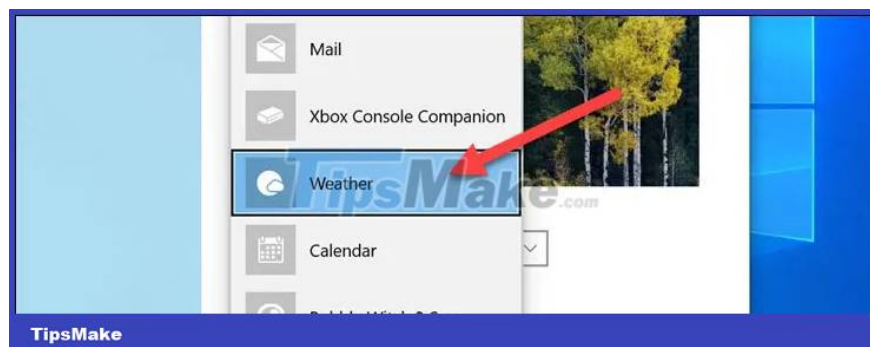 Mail
Xbox Console Companion
Weather
TipsMake.com
Calendar
TipsMake